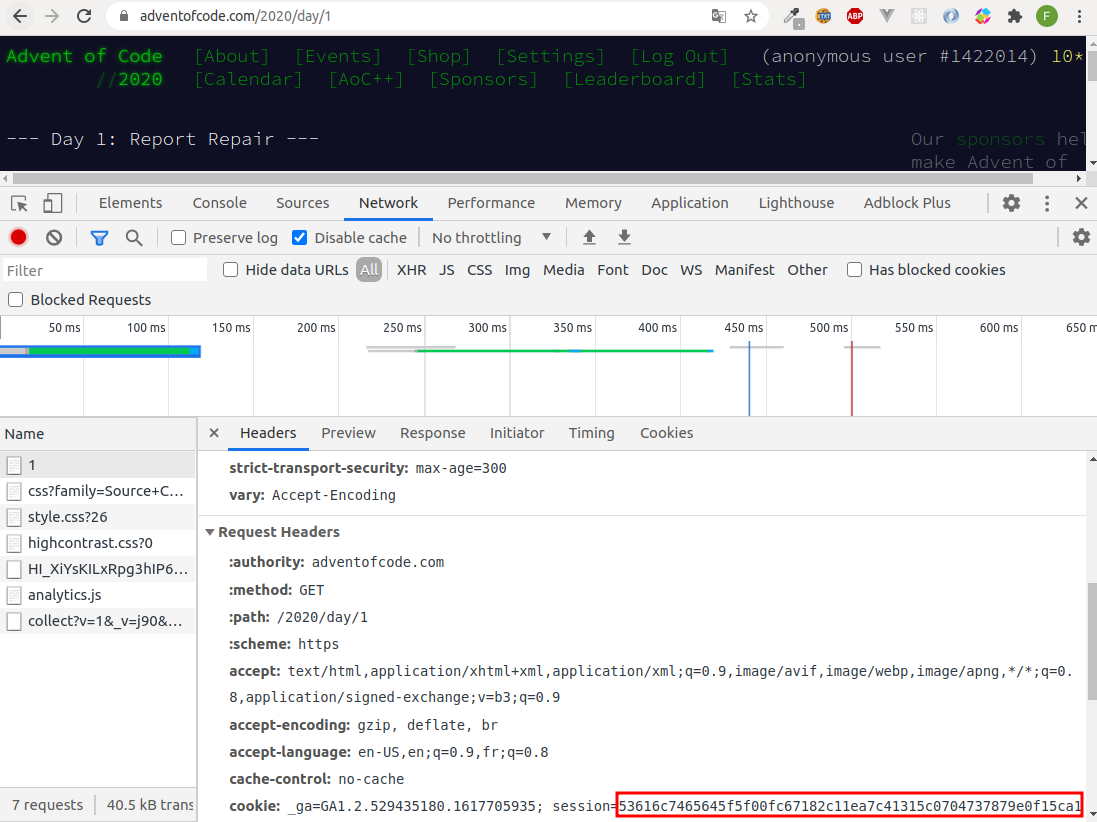 adventofcode.com/2020/day/1
ABP
F
Advent of Code [About] [Events] [Shop] [Settings] [Log Out] (anonymous user #1422014) 10*
//2020 [Calendar] [AoC++] [Sponsors] [Leaderboard] [Stats]
--- Day 1: Report Repair ---
Our sponsors hel
make Advent of
Elements Console Sources Network Performance Memory Application Lighthouse Adblock Plus
Preserve log Disable cache No throttling
Filter Hide data URLs All XHR JS CSS Img Media Font Doc WS Manifest Other Has blocked cookies
Blocked Requests
50 ms 100 ms 150 ms 200 ms 250 ms 300 ms 350 ms 400 ms 450 ms 500 ms 550 ms 600 ms 650 m
Name
1
css?family=Source+C...
style.css?26
highcontrast.css?0
HI_XiYsKILxRpg3hIP6...
analytics.js
collect?v=1&_v=j90&...
7 requests 40.5 kB trans
Headers Preview Response Initiator Timing Cookies
strict-transport-security: max-age=300
vary: Accept-Encoding
Request Headers
:authority: adventofcode.com
:method: GET
:path: /2020/day/1
:scheme: https
accept: text/html,application/xhtml+xml,application/xml;q=0.9,image/avif,image/webp,image/apng,*/*;q=0.
8,application/signed-exchange;v=b3;q=0.9
accept-encoding: gzip, deflate, br
accept-language: en-US,en;q=0.9,fr;q=0.8
cache-control: no-cache
cookie: _ga=GA1.2.529435180.1617705935; session=53616c7465645f5f00fc67182c11ea7c41315c0704737879e0f15ca1